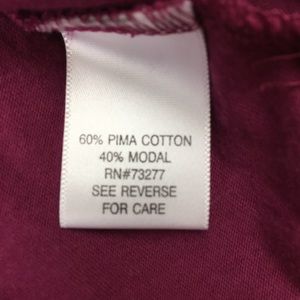 60% PIMA COTTON
40% MODAL
RN#73277
SEE REVERSE
FOR CARE